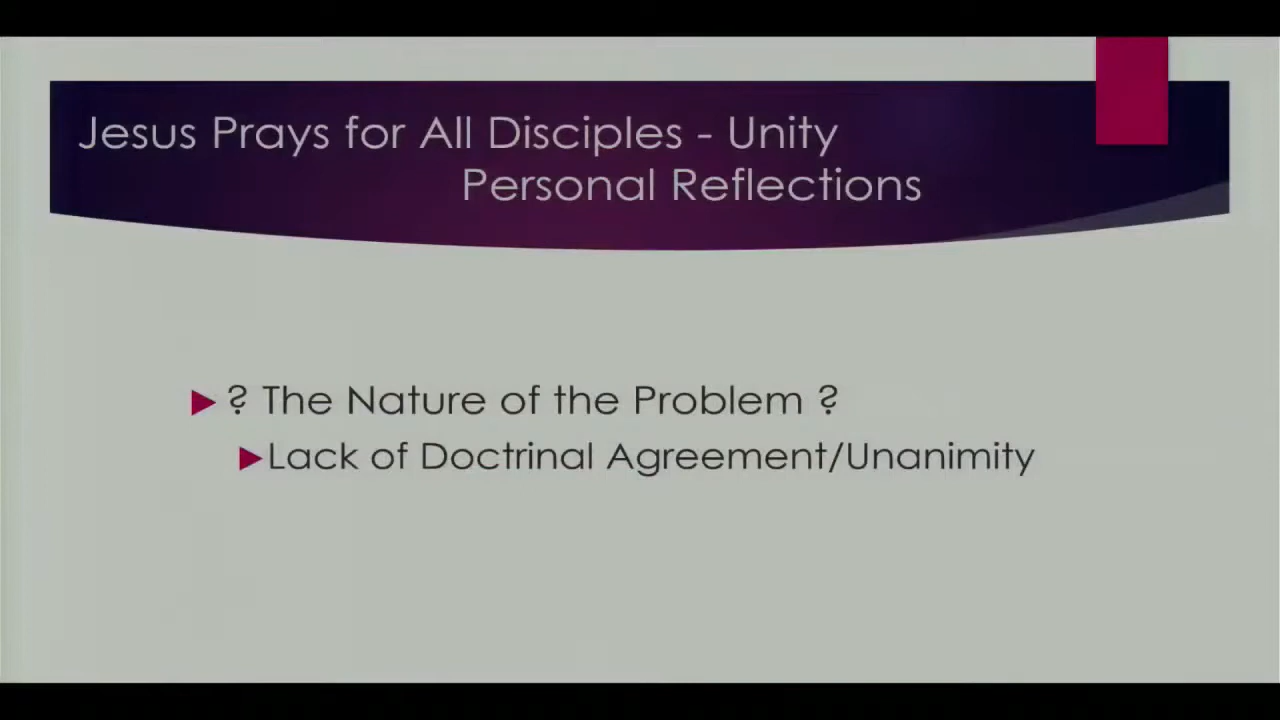 Jesus Prays for All Disciples - Unity
Personal Reflections
? The Nature of the Problem ?
Lack of Doctrinal Agreement/Unanimity